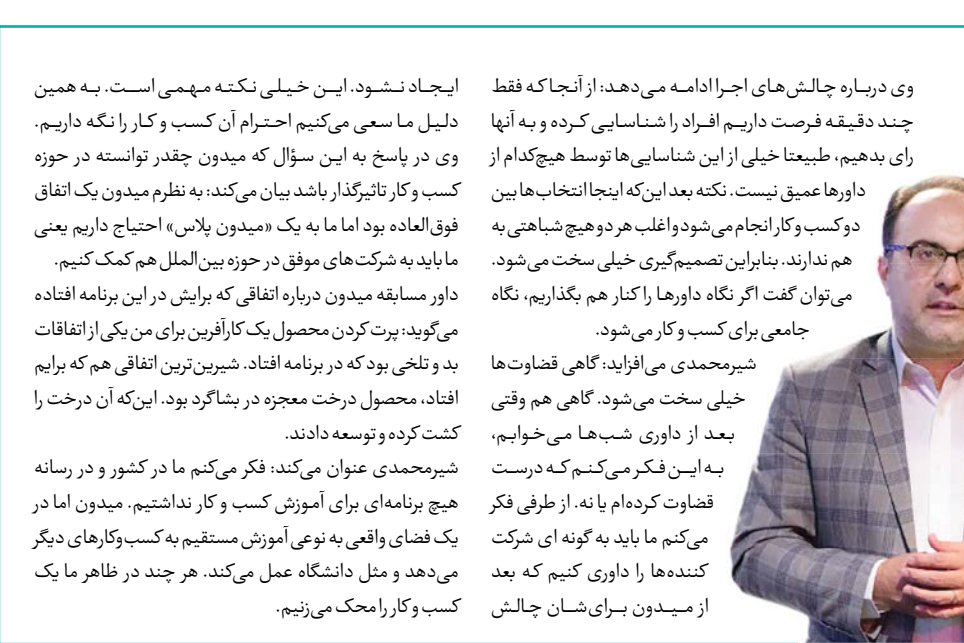 وی درباره چالش‌های اجرا ادامه می‌دهد: از آنجا که فقط
چند دقیقه فرصت داریم افراد را شناسایی کرده و به آنها
رای بدهیم، طبیعتا خیلی از این شناسایی‌ها توسط هیچ‌کدام از
داورها عمیق نیست. نکته بعد این‌که اینجا انتخاب‌ها بین
دو کسب و کار انجام می‌شود و اغلب هر دو هیچ شباهتی به
هم ندارند. بنابراین تصمیم‌گیری خیلی سخت می‌شود.
می‌توان گفت اگر نگاه داورها را کنار هم بگذاریم، نگاه
جامعی برای کسب و کار می‌شود.
شیرمحمدی می‌افزاید: گاهی قضاوت‌ها
خیلی سخت می‌شود. گاهی هم وقتی
بعد از داوری شب‌ها می‌خوابم،
به این فکر می‌کنم که درست
قضاوت کرده‌ام یا نه. از طرفی فکر
می‌کنم ما باید به گونه ای شرکت
کننده‌ها را داوری کنیم که بعد
از میدون برای‌شان چالش
ایجاد نشود. این خیلی نکته مهمی است. به همین
دلیل ما سعی می‌کنیم احترام آن کسب و کار را نگه داریم.
وی در پاسخ به این سؤال که میدون چقدر توانسته در حوزه
کسب و کار تاثیرگذار باشد بیان می‌کند: به نظرم میدون یک اتفاق
فوق‌العاده بود اما ما به یک «میدون پلاس» احتیاج داریم یعنی
ما باید به شرکت‌های موفق در حوزه بین‌الملل هم کمک کنیم.
داور مسابقه میدون درباره اتفاقی که برایش در این برنامه افتاده
می‌گوید: پرت کردن محصول یک کارآفرین برای من یکی از اتفاقات
بد و تلخی بود که در برنامه افتاد. شیرین‌ترین اتفاقی هم که برایم
افتاد، محصول درخت معجزه در بشاگرد بود. این‌که آن درخت را
کشت کرده و توسعه دادند.
شیرمحمدی عنوان می‌کند: فکر می‌کنم ما در کشور و در رسانه
هیچ برنامه‌ای برای آموزش کسب و کار نداشتیم. میدون اما در
یک فضای واقعی به نوعی آموزش مستقیم به کسب‌وکارهای دیگر
می‌دهد و مثل دانشگاه عمل می‌کند. هر چند در ظاهر ما یک
کسب و کار را محک می‌زنیم.